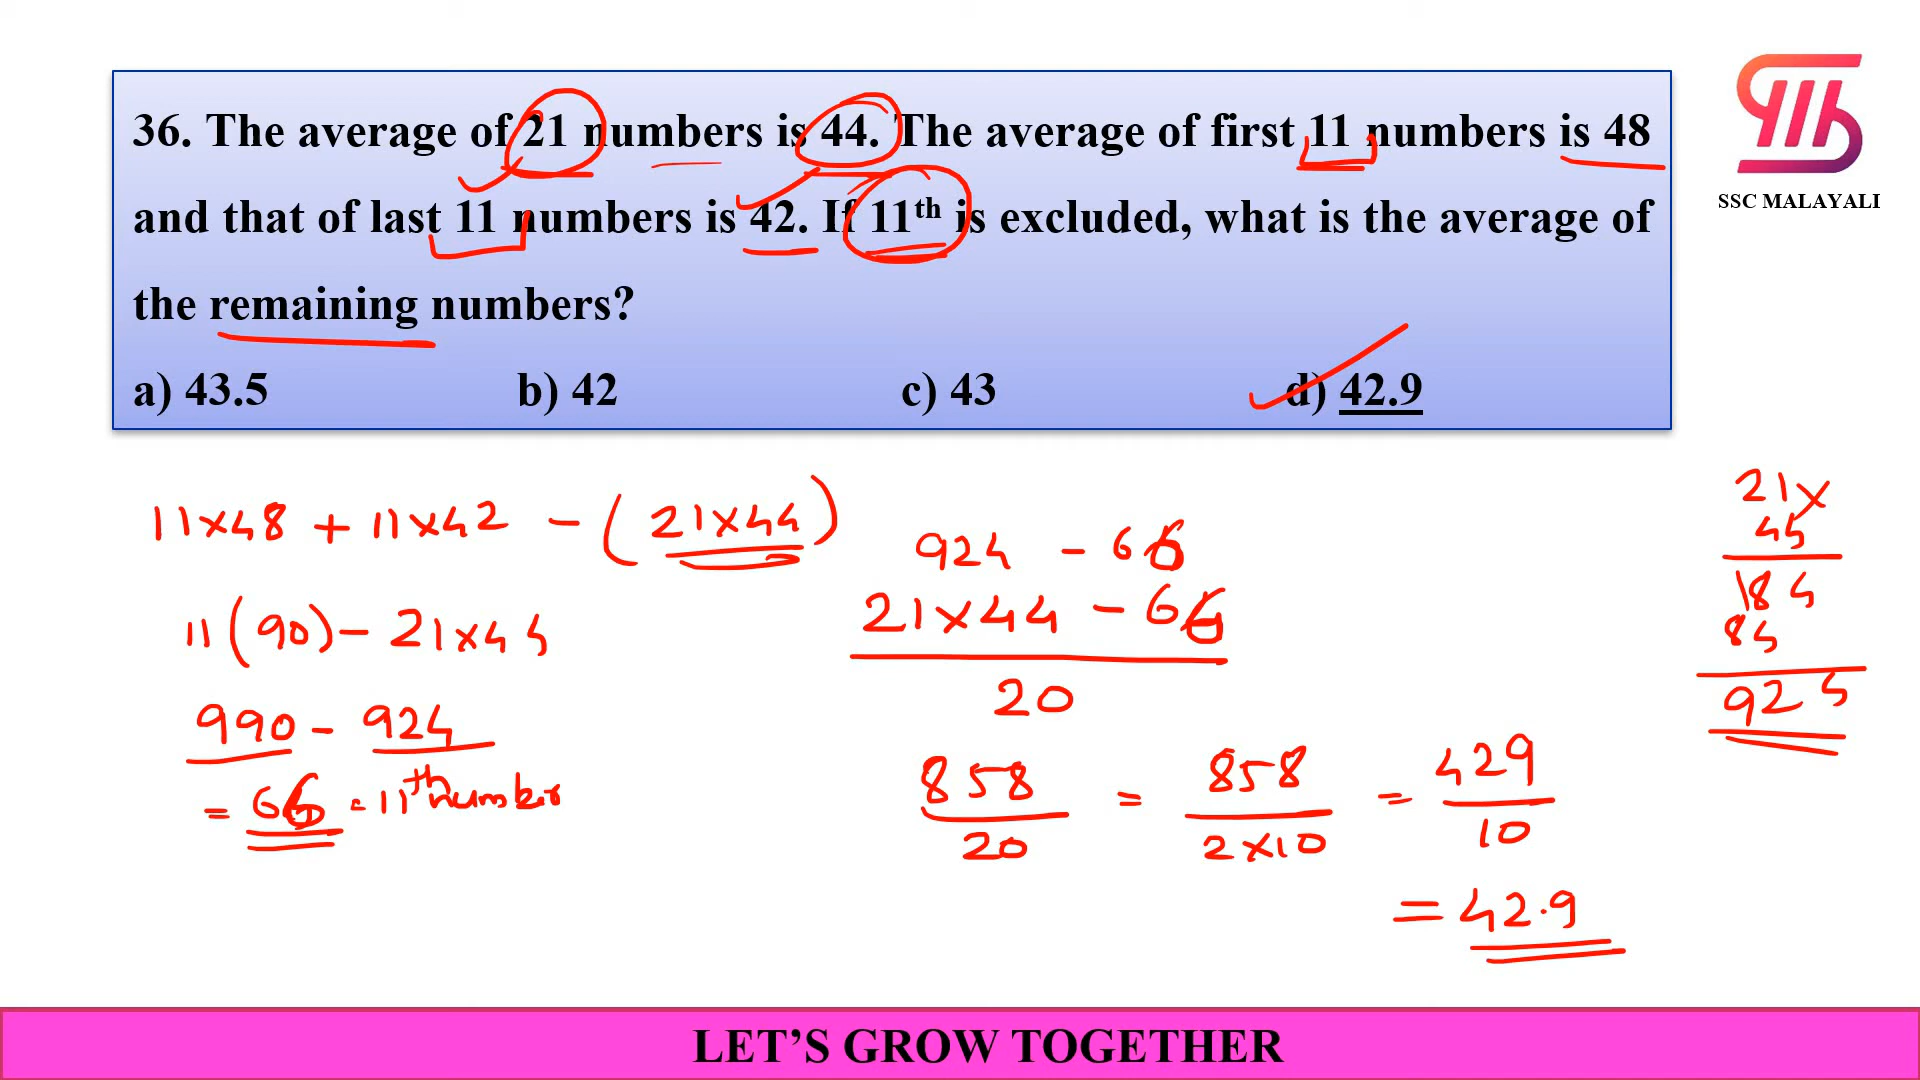 36. The average of 21 numbers is 44. The average of first 11 numbers is 48
and that of last 11 numbers is 42. If 11th is excluded, what is the average of
the remaining numbers?
a) 43.5 b) 42 c) 43 d) 42.9
SSC MALAYALI
11×48 + 11×42 - (21×44)
11(90) - 21×44
990 - 924
= 66 = 11th number
924 - 66
21×44 - 66
20
858/20 = 858/2×10 = 429/10
= 42.9
21×
44
184
84
924
LET'S GROW TOGETHER